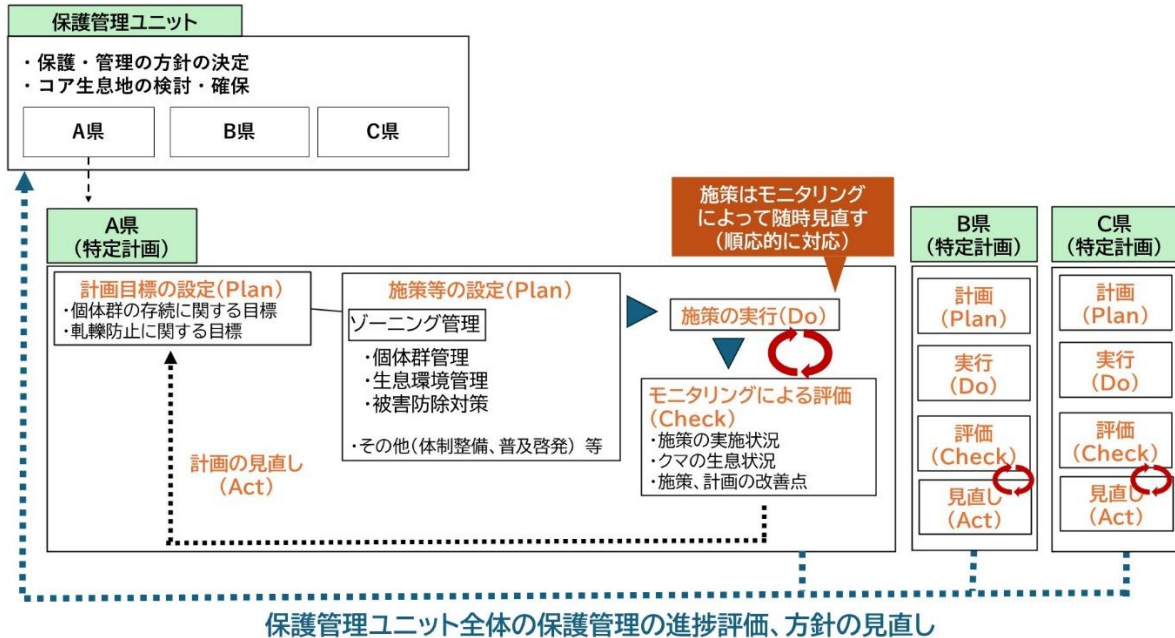 保護管理ユニット
・保護・管理の方針の決定
・コア生息地の検討・確保
A県
B県
C県
A県
(特定計画)
計画目標の設定(Plan)
・個体群の存続に関する目標
・軋轢防止に関する目標
施策等の設定(Plan)
ゾーニング管理
・個体群管理
・生息環境管理
・被害防除対策
・その他(体制整備、普及啓発) 等
施策はモニタリング
によって随時見直す
(順応的に対応)
施策の実行(Do)
モニタリングによる評価
(Check)
・施策の実施状況
・クマの生息状況
・施策、計画の改善点
計画の見直し
(Act)
B県
(特定計画)
計画
(Plan)
実行
(Do)
評価
(Check)
見直し
(Act)
C県
(特定計画)
計画
(Plan)
実行
(Do)
評価
(Check)
見直し
(Act)
保護管理ユニット全体の保護管理の進捗評価、方針の見直し